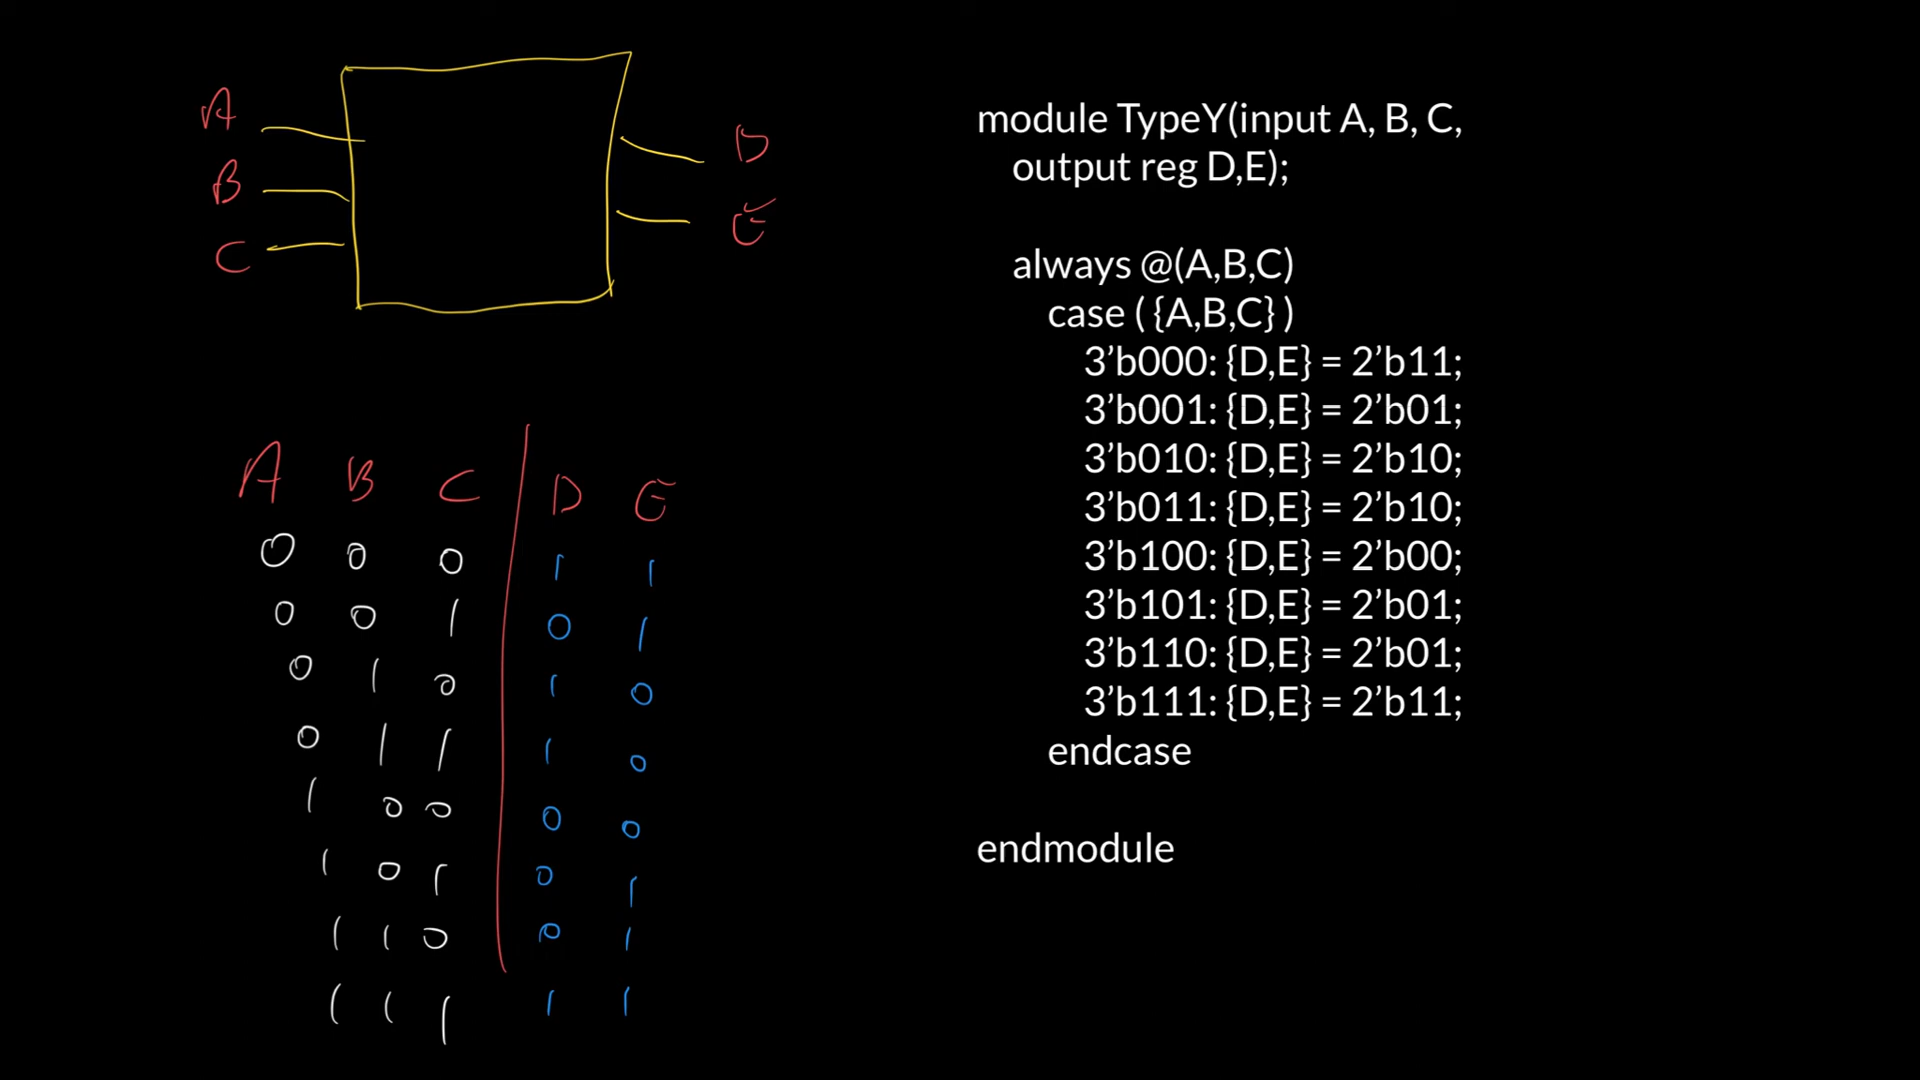 A
B
C
D
E
A B C D E
0 0 0 1 1
0 0 1 0 1
0 1 0 1 0
0 1 1 1 0
1 0 0 0 0
1 0 1 0 1
1 1 0 0 1
1 1 1 1 1
module TypeY(input A, B, C,
output reg D,E);
always @(A,B,C)
case ( {A,B,C} )
3’b000: {D,E} = 2’b11;
3’b001: {D,E} = 2’b01;
3’b010: {D,E} = 2’b10;
3’b011: {D,E} = 2’b10;
3’b100: {D,E} = 2’b00;
3’b101: {D,E} = 2’b01;
3’b110: {D,E} = 2’b01;
3’b111: {D,E} = 2’b11;
endcase
endmodule